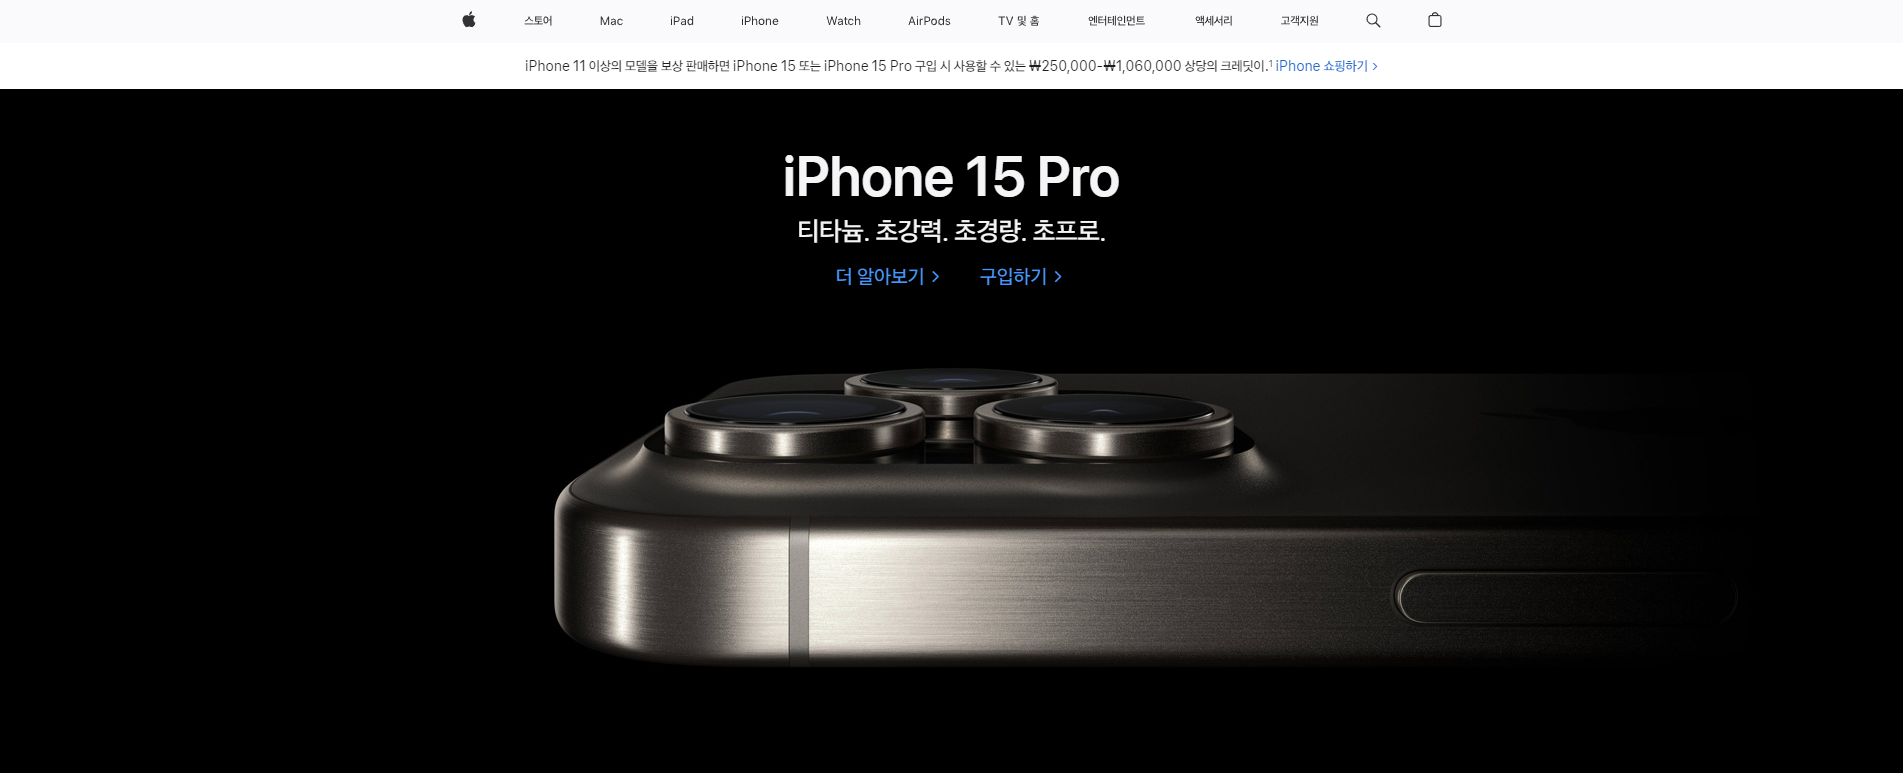 스토어 Mac iPad iPhone Watch AirPods TV 및 홈 엔터테인먼트 액세서리 고객지원
iPhone 11 이상의 모델을 보상 판매하면 iPhone 15 또는 iPhone 15 Pro 구입 시 사용할 수 있는 ₩250,000-₩1,060,000 상당의 크레딧이.¹ iPhone 쇼핑하기 >
iPhone 15 Pro
티타늄. 초강력. 초경량. 초프로.
더 알아보기 > 구입하기 >